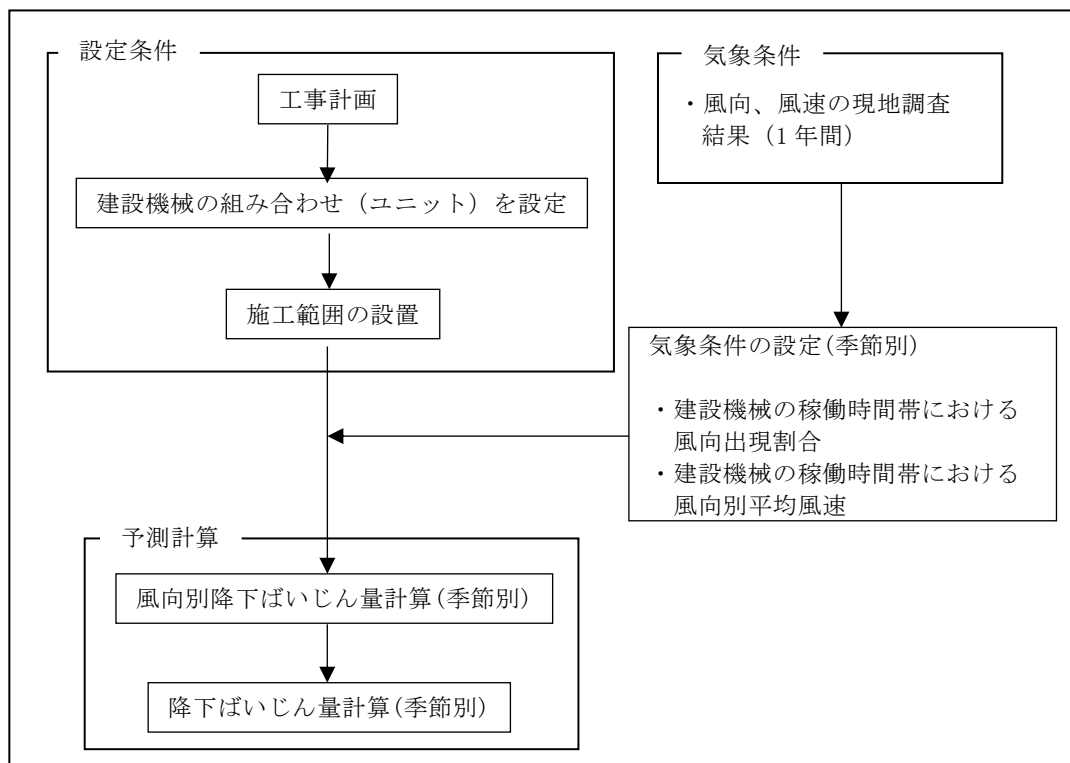 設定条件
工事計画
建設機械の組み合わせ（ユニット）を設定
施工範囲の設置
気象条件
・風向、風速の現地調査
結果（1年間）
気象条件の設定(季節別)
・建設機械の稼働時間帯における
風向出現割合
・建設機械の稼働時間帯における
風向別平均風速
予測計算
風向別降下ばいじん量計算(季節別)
降下ばいじん量計算(季節別)